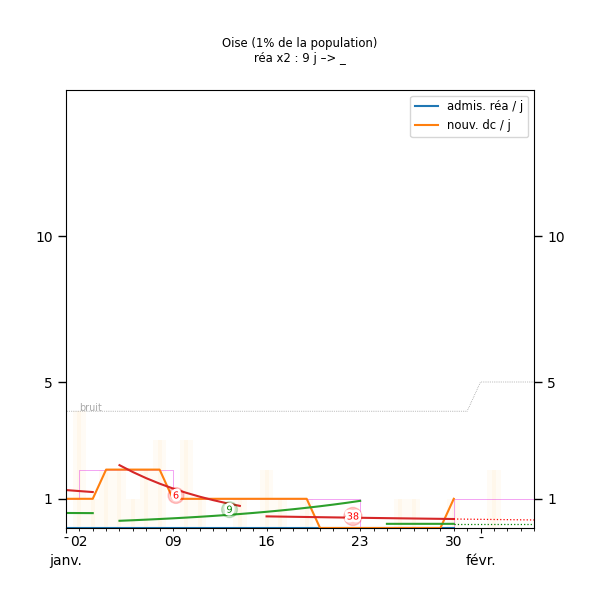 Oise (1% de la population)
réa x2 : 9 j –> _
admis. réa / j
nouv. dc / j
10
10
5
5
bruit
1
1
6
9
38
-
02
09
16
23
30
-
janv.
févr.